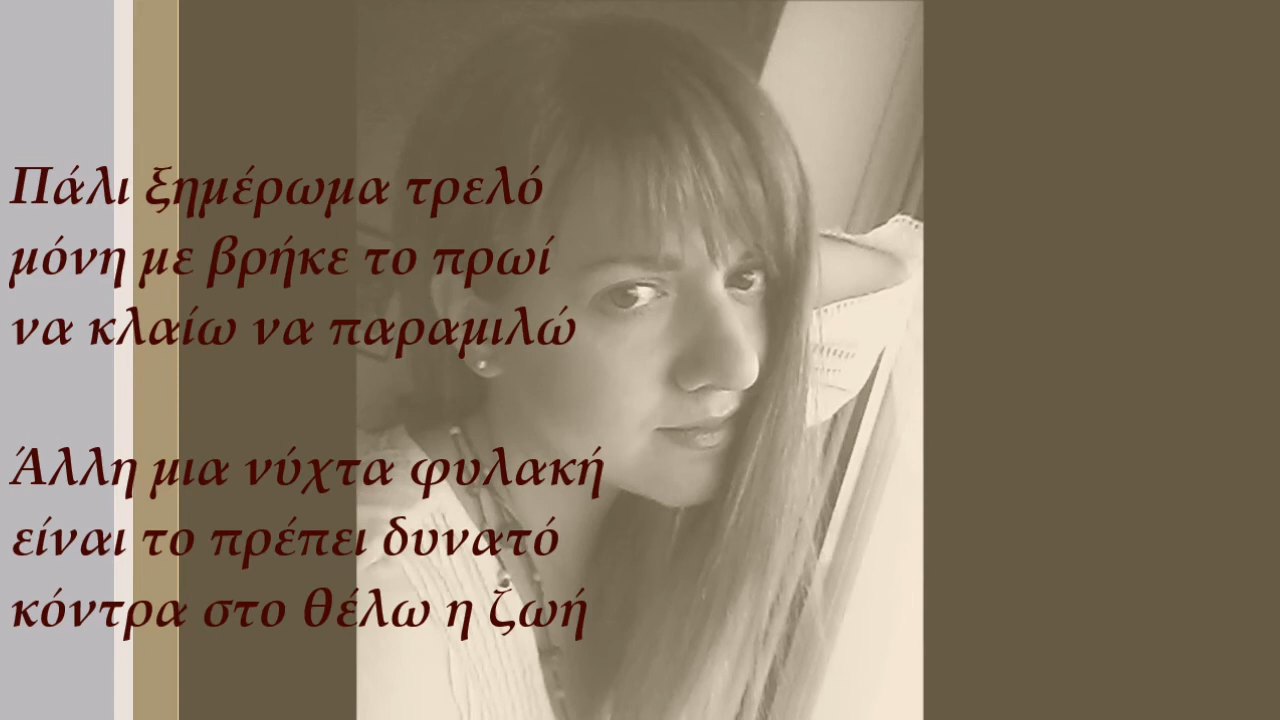 Πάλι ξημέρωμα τρελό
μόνη με βρήκε το πρωί
να κλαίω να παραμιλώ
Άλλη μια νύχτα φυλακή
είναι το πρέπει δυνατό
κόντρα στο θέλω η ζωή